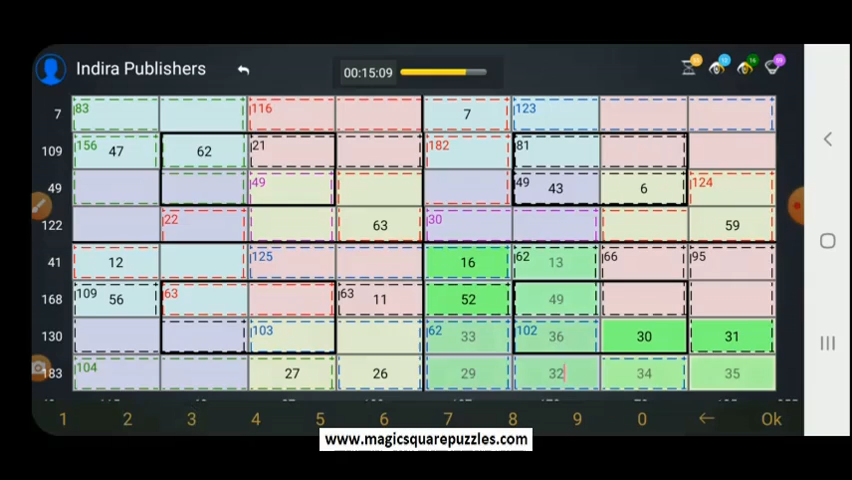 Indira Publishers
00:15:09
7 83 116 7 123
109 156 47 62 21 182 81
49 49 49 43 6 124
122 22 63 30 59
41 12 125 16 62 13 66 95
168 109 56 63 63 11 52 49
130 103 62 33 102 36 30 31
183 104 27 26 29 32 34 35
1 2 3 4 5 6 7 8 9 0 ← Ok
www.magicsquarepuzzles.com